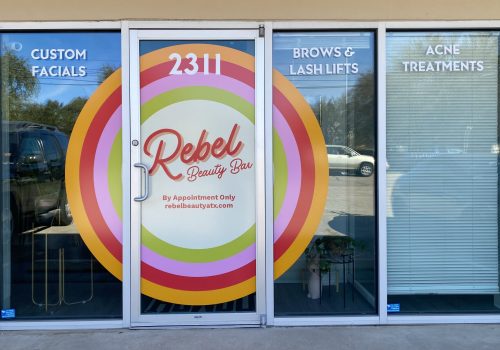 CUSTOM
FACIALS
2311
BROWS &
LASH LIFTS
ACNE
TREATMENTS
Rebel
Beauty Bar
By Appointment Only
rebelbeautyatx.com